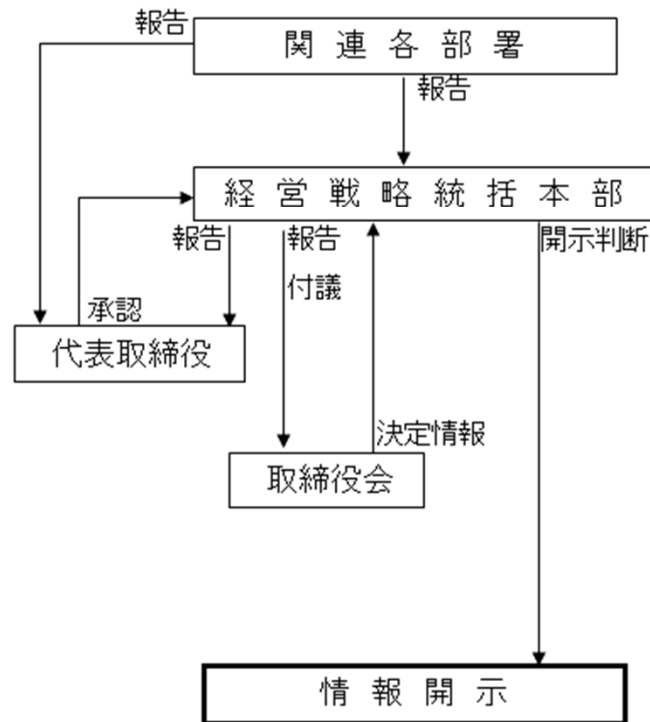 報告
関連各部署
報告
経営戦略統括本部
報告
報告
付議
開示判断
承認
代表取締役
決定情報
取締役会
情報開示